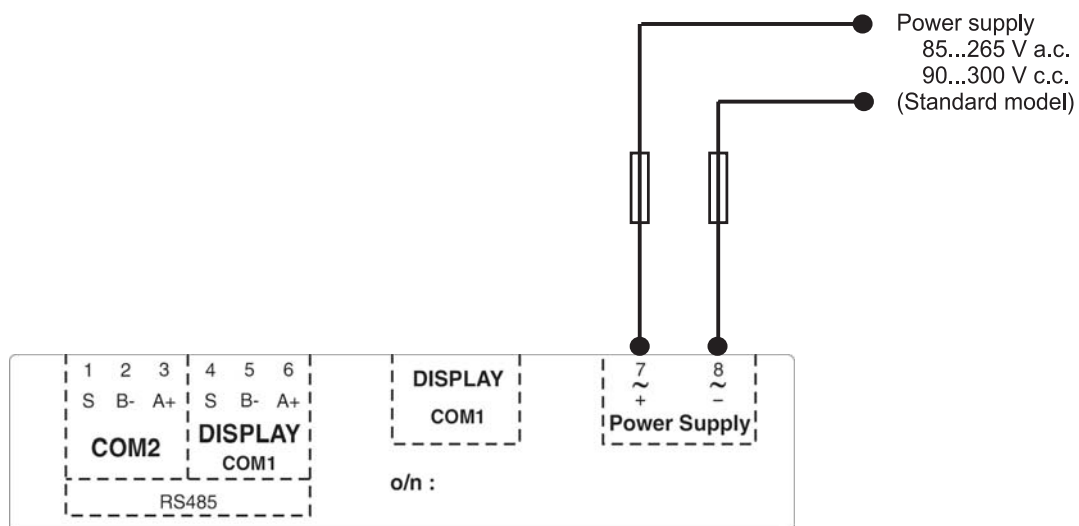 Power supply
85...265 V a.c.
90...300 V c.c.
(Standard model)
1 2 3 4 5 6
S B- A+ S B- A+
COM2
DISPLAY
COM1
RS485
DISPLAY
COM1
o/n :
7 8
~ ~
+ −
Power Supply